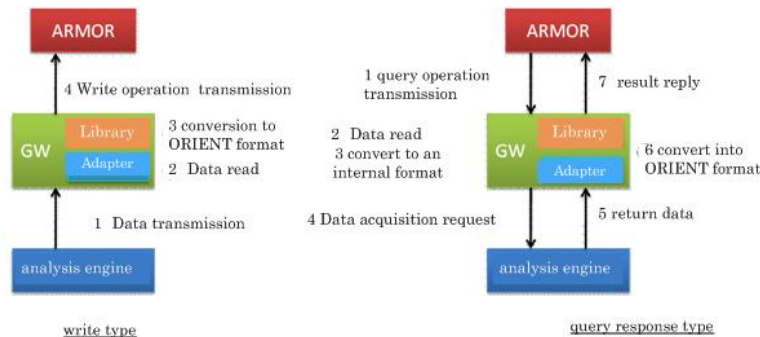 ARMOR
4 Write operation transmission
GW
Library
Adapter
3 conversion to
ORIENT format
2 Data read
1 Data transmission
analysis engine
write type
ARMOR
1 query operation
transmission
7 result reply
2 Data read
3 convert to an
internal format
GW
Library
Adapter
6 convert into
ORIENT format
4 Data acquisition request
5 return data
analysis engine
query response type